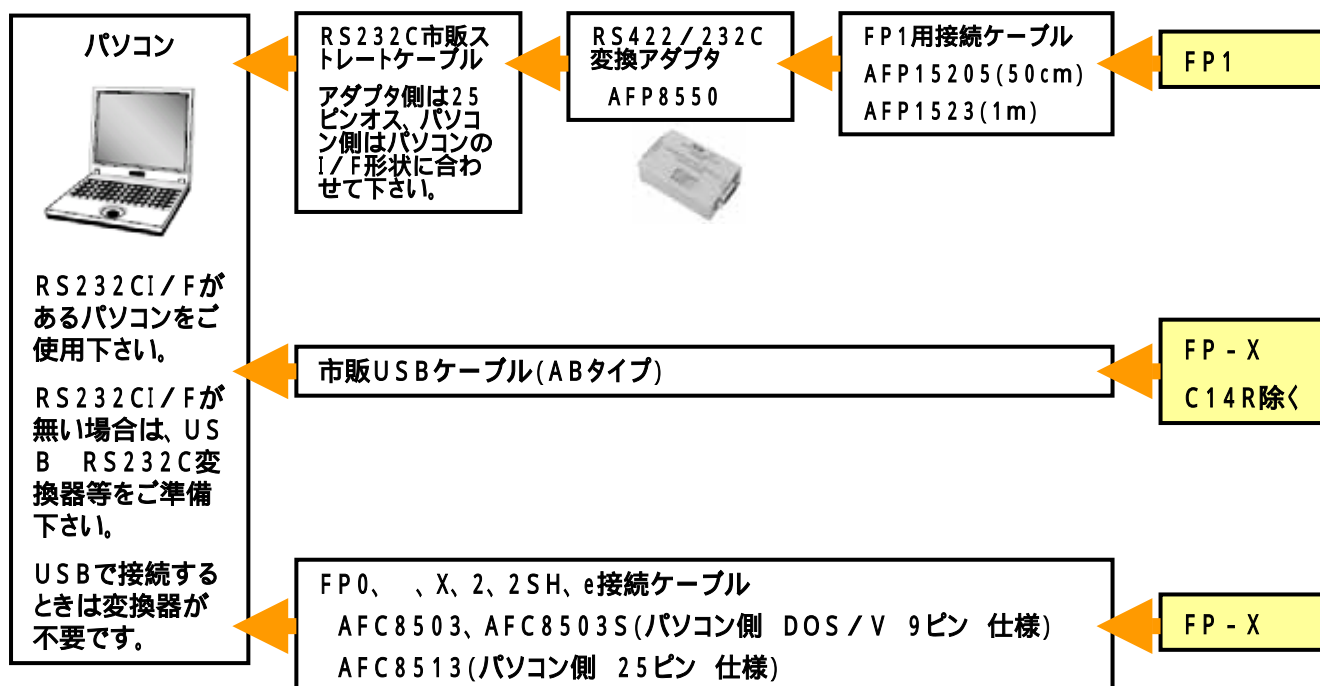 パソコン
RS232CI/Fが
あるパソコンをご
使用下さい。
RS232CI/Fが
無い場合は、US
B　RS232C変
換器等をご準備
下さい。
USBで接続する
ときは変換器が
不要です。
RS232C市販ス
トレートケーブル
アダプタ側は25
ピンオス、パソコ
ン側はパソコンの
I/F形状に合わ
せて下さい。
RS422/232C
変換アダプタ
AFP8550
FP1用接続ケーブル
AFP15205(50cm)
AFP1523(1m)
FP1
市販USBケーブル(ABタイプ)
FP-X
C14R除く
FP0、　、X、2、2SH、e接続ケーブル
AFC8503、AFC8503S(パソコン側　DOS/V　9ピン　仕様)
AFC8513(パソコン側　25ピン　仕様)
FP-X